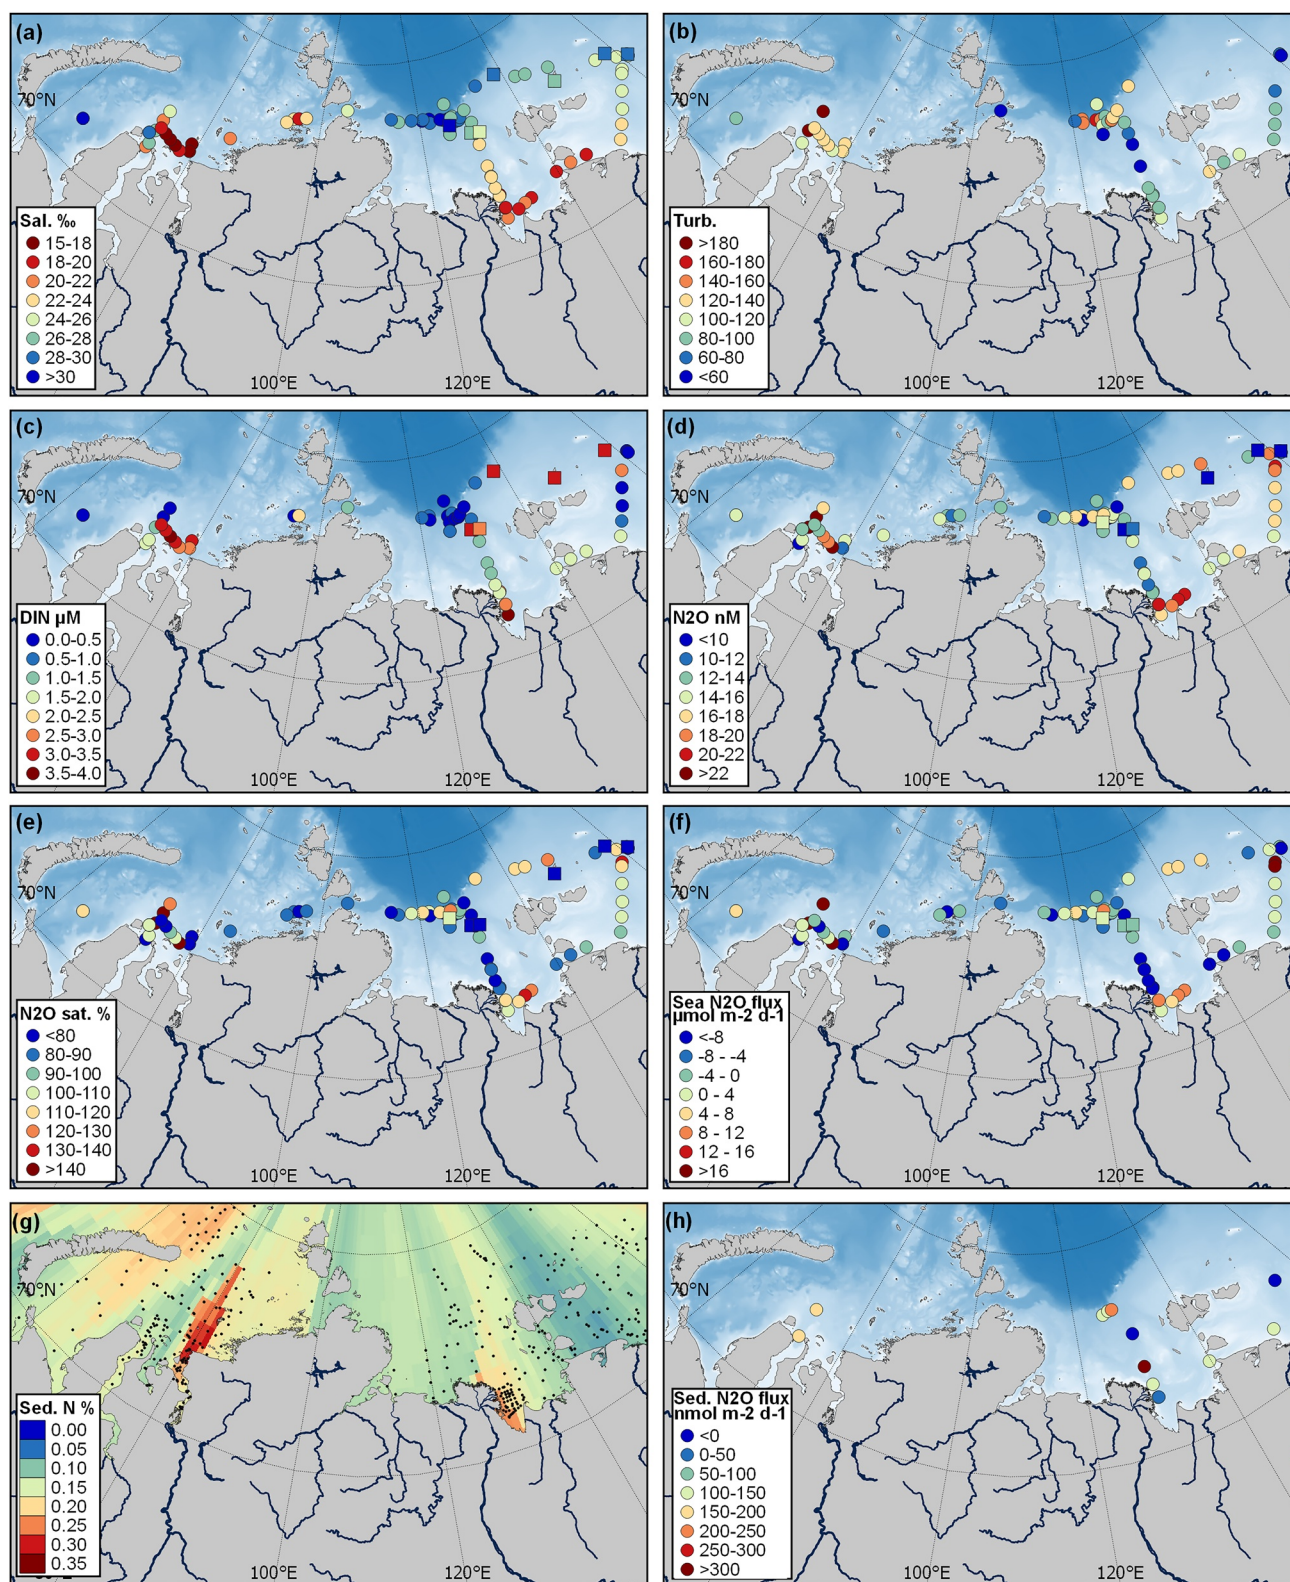 (a)
70°N
Sal. ‰
15-18
18-20
20-22
22-24
24-26
26-28
28-30
>30
100°E
120°E
(b)
70°N
Turb.
>180
160-180
140-160
120-140
100-120
80-100
60-80
<60
100°E
120°E
(c)
70°N
DIN µM
0.0-0.5
0.5-1.0
1.0-1.5
1.5-2.0
2.0-2.5
2.5-3.0
3.0-3.5
3.5-4.0
100°E
120°E
(d)
70°N
N2O nM
<10
10-12
12-14
14-16
16-18
18-20
20-22
>22
100°E
120°E
(e)
70°N
N2O sat. %
<80
80-90
90-100
100-110
110-120
120-130
130-140
>140
100°E
120°E
(f)
70°N
Sea N2O flux
µmol m-2 d-1
<-8
-8 - -4
-4 - 0
0 - 4
4 - 8
8 - 12
12 - 16
>16
100°E
120°E
(g)
70°N
Sed. N %
0.00
0.05
0.10
0.15
0.20
0.25
0.30
0.35
100°E
120°E
(h)
70°N
Sed. N2O flux
nmol m-2 d-1
<0
0-50
50-100
100-150
150-200
200-250
250-300
>300
100°E
120°E